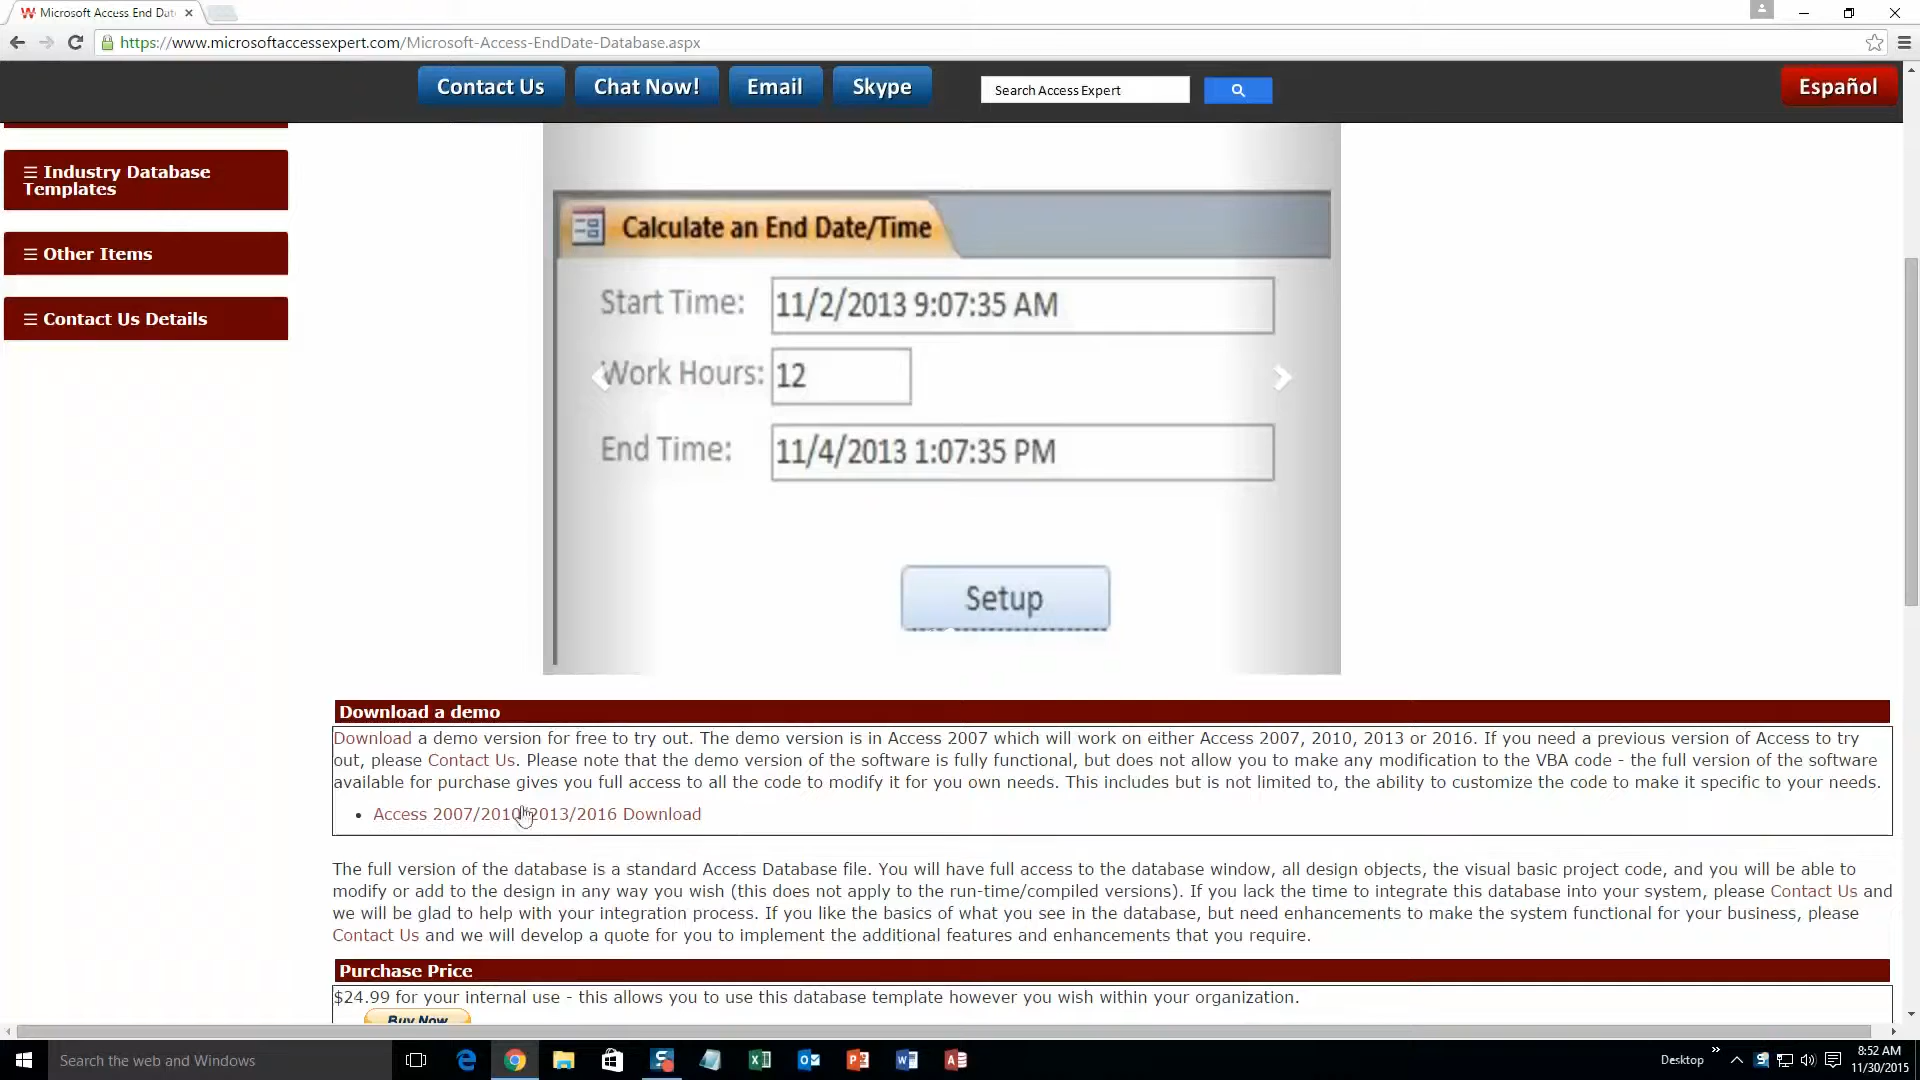 Microsoft Access End Dat
https://www.microsoftaccessexpert.com/Microsoft-Access-EndDate-Database.aspx
Contact Us
Chat Now!
Email
Skype
Search Access Expert
Español
☰ Industry Database
Templates
☰ Other Items
☰ Contact Us Details
Calculate an End Date/Time
Start Time: 11/2/2013 9:07:35 AM
Work Hours: 12
End Time: 11/4/2013 1:07:35 PM
Setup
Download a demo
Download a demo version for free to try out. The demo version is in Access 2007 which will work on either Access 2007, 2010, 2013 or 2016. If you need a previous version of Access to try
out, please Contact Us. Please note that the demo version of the software is fully functional, but does not allow you to make any modification to the VBA code - the full version of the software
available for purchase gives you full access to all the code to modify it for you own needs. This includes but is not limited to, the ability to customize the code to make it specific to your needs.
• Access 2007/2010/2013/2016 Download
The full version of the database is a standard Access Database file. You will have full access to the database window, all design objects, the visual basic project code, and you will be able to
modify or add to the design in any way you wish (this does not apply to the run-time/compiled versions). If you lack the time to integrate this database into your system, please Contact Us and
we will be glad to help with your integration process. If you like the basics of what you see in the database, but need enhancements to make the system functional for your business, please
Contact Us and we will develop a quote for you to implement the additional features and enhancements that you require.
Purchase Price
$24.99 for your internal use - this allows you to use this database template however you wish within your organization.
Buy Now
Search the web and Windows
Desktop
8:52 AM
11/30/2015